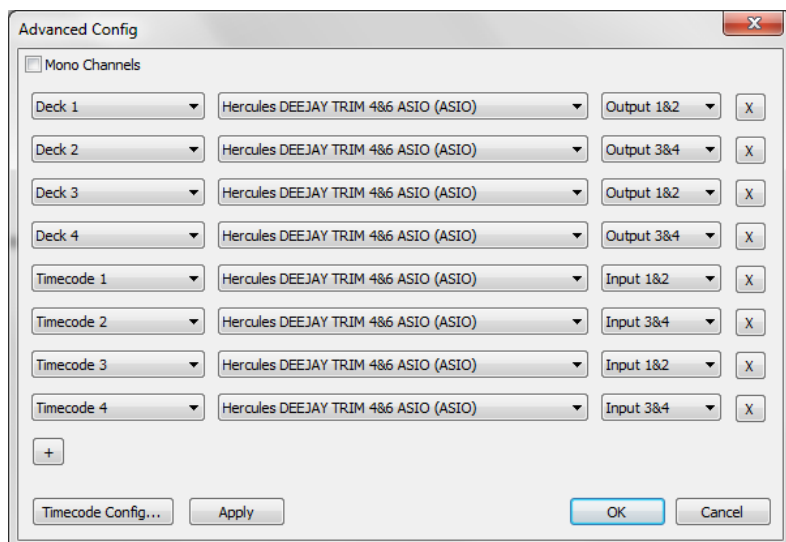 Advanced Config
X
Mono Channels
Deck 1 Hercules DEEJAY TRIM 4&6 ASIO (ASIO) Output 1&2 X
Deck 2 Hercules DEEJAY TRIM 4&6 ASIO (ASIO) Output 3&4 X
Deck 3 Hercules DEEJAY TRIM 4&6 ASIO (ASIO) Output 1&2 X
Deck 4 Hercules DEEJAY TRIM 4&6 ASIO (ASIO) Output 3&4 X
Timecode 1 Hercules DEEJAY TRIM 4&6 ASIO (ASIO) Input 1&2 X
Timecode 2 Hercules DEEJAY TRIM 4&6 ASIO (ASIO) Input 3&4 X
Timecode 3 Hercules DEEJAY TRIM 4&6 ASIO (ASIO) Input 1&2 X
Timecode 4 Hercules DEEJAY TRIM 4&6 ASIO (ASIO) Input 3&4 X
+
Timecode Config... Apply OK Cancel